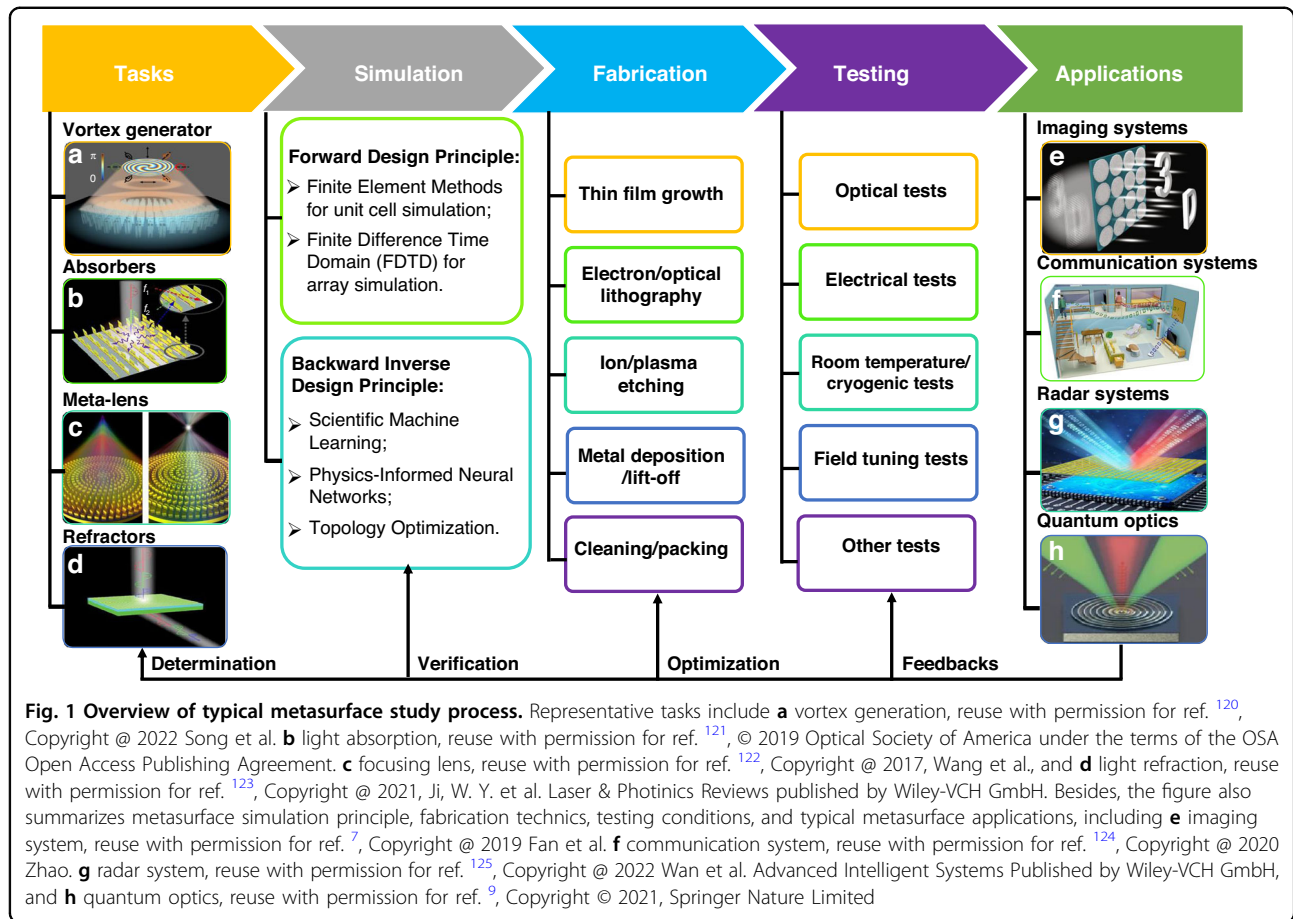 Tasks
Simulation
Fabrication
Testing
Applications
Vortex generator
a
π
0
Absorbers
b
f₁
f₂
Meta-lens
c
Refractors
d
Forward Design Principle:
➢ Finite Element Methods
for unit cell simulation;
➢ Finite Difference Time
Domain (FDTD) for
array simulation.
Backward Inverse
Design Principle:
➢ Scientific Machine
Learning;
➢ Physics-Informed Neural
Networks;
➢ Topology Optimization.
Thin film growth
Electron/optical
lithography
Ion/plasma
etching
Metal deposition
/lift-off
Cleaning/packing
Optical tests
Electrical tests
Room temperature/
cryogenic tests
Field tuning tests
Other tests
Imaging systems
e
3
D
Communication systems
f
Radar systems
g
Quantum optics
h
Determination
Verification
Optimization
Feedbacks
Fig. 1 Overview of typical metasurface study process. Representative tasks include a vortex generation, reuse with permission for ref. 120,
Copyright @ 2022 Song et al. b light absorption, reuse with permission for ref. 121, © 2019 Optical Society of America under the terms of the OSA
Open Access Publishing Agreement. c focusing lens, reuse with permission for ref. 122, Copyright @ 2017, Wang et al., and d light refraction, reuse
with permission for ref. 123, Copyright @ 2021, Ji, W. Y. et al. Laser & Photinics Reviews published by Wiley-VCH GmbH. Besides, the figure also
summarizes metasurface simulation principle, fabrication technics, testing conditions, and typical metasurface applications, including e imaging
system, reuse with permission for ref. 7, Copyright @ 2019 Fan et al. f communication system, reuse with permission for ref. 124, Copyright @ 2020
Zhao. g radar system, reuse with permission for ref. 125, Copyright @ 2022 Wan et al. Advanced Intelligent Systems Published by Wiley-VCH GmbH,
and h quantum optics, reuse with permission for ref. 9, Copyright © 2021, Springer Nature Limited